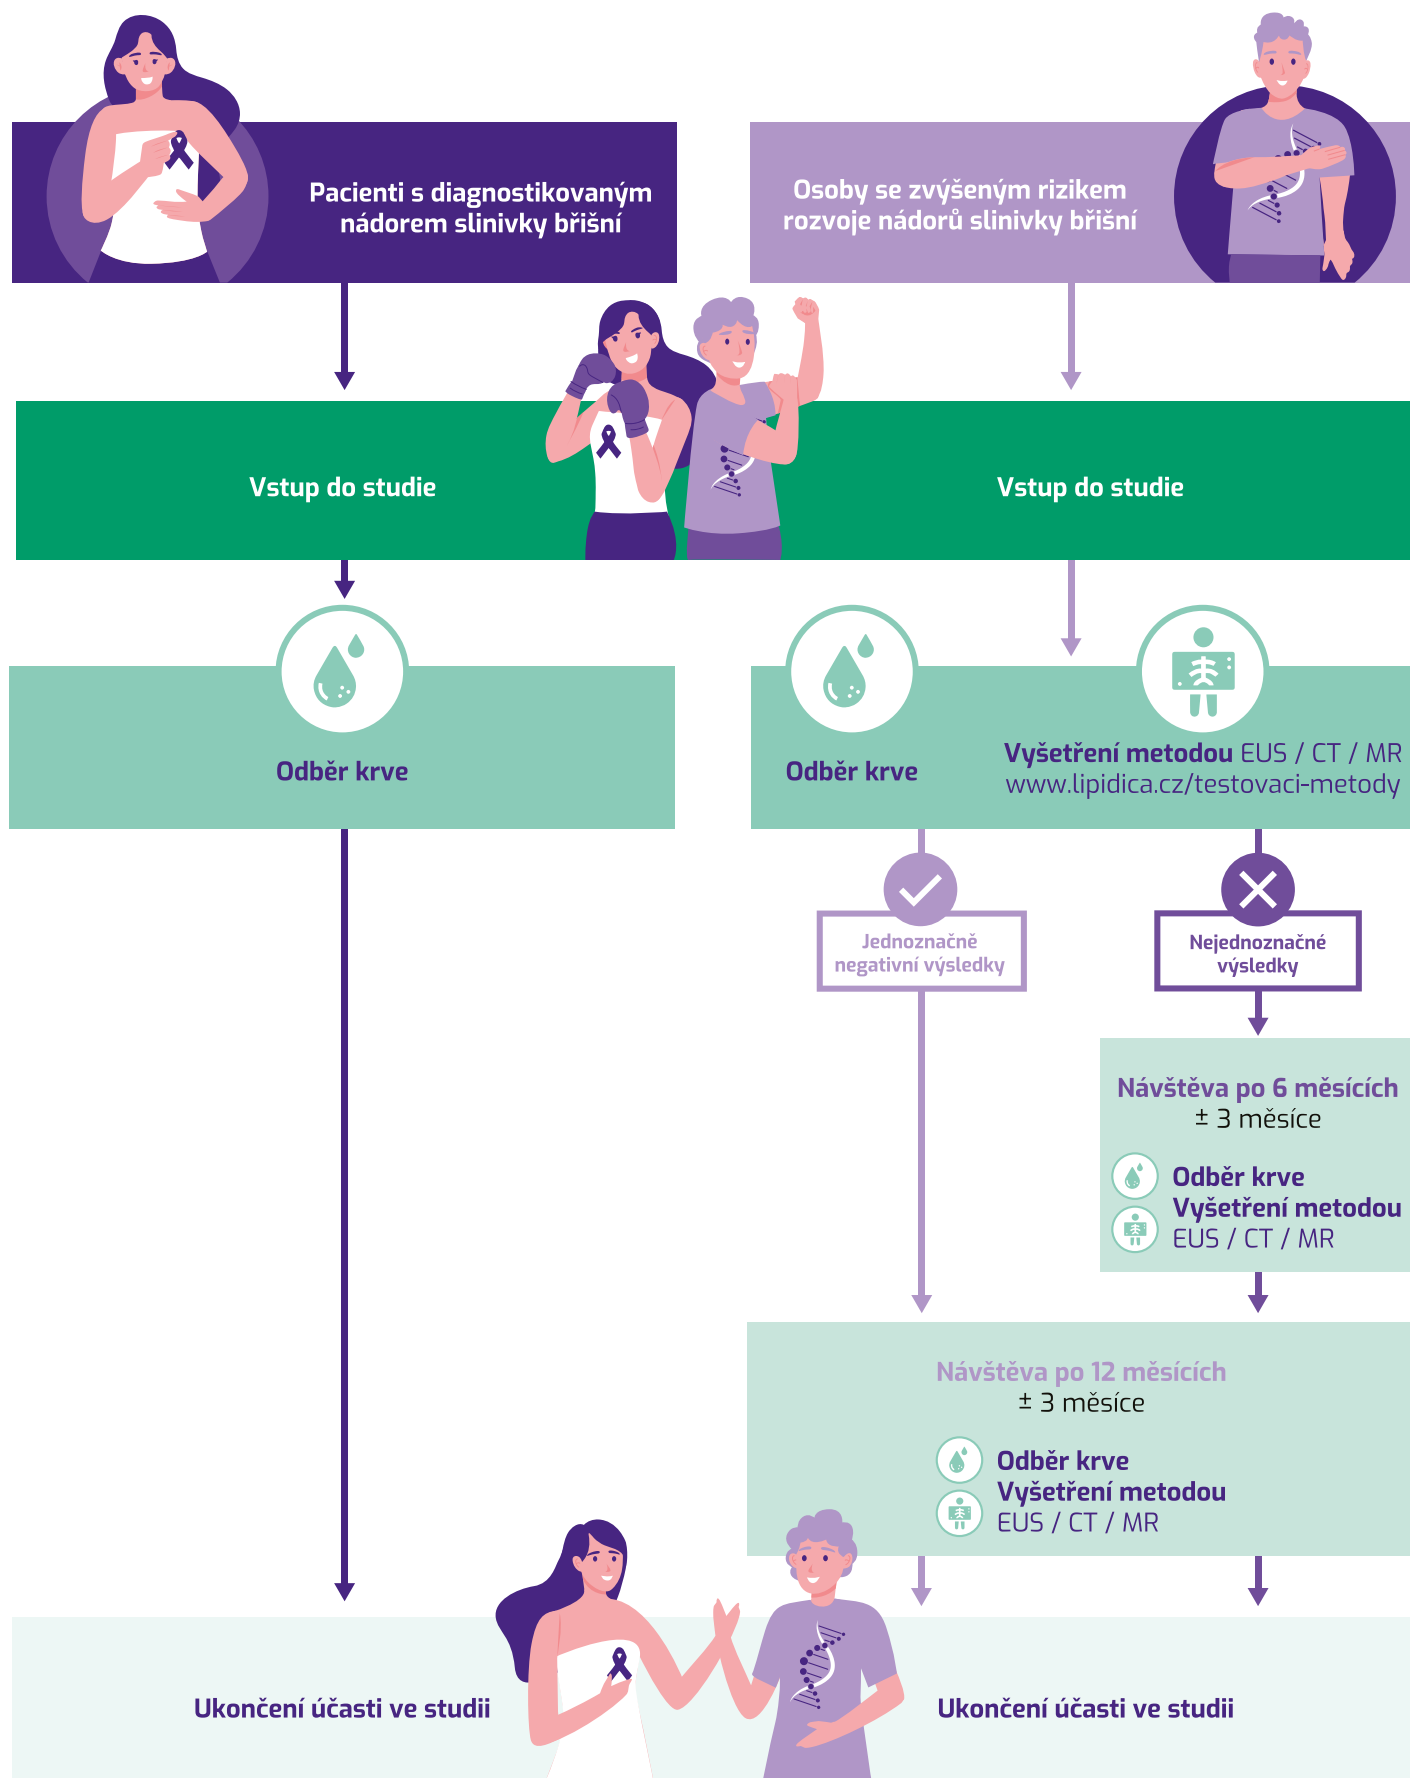 Pacienti s diagnostikovaným
nádorem slinivky břišní
Osoby se zvýšeným rizikem
rozvoje nádorů slinivky břišní
Vstup do studie
Vstup do studie
Odběr krve
Odběr krve
Vyšetření metodou EUS / CT / MR
www.lipidica.cz/testovaci-metody
Jednoznačně
negativní výsledky
Nejednoznačné
výsledky
Návštěva po 6 měsících
± 3 měsíce
Odběr krve
Vyšetření metodou
EUS / CT / MR
Návštěva po 12 měsících
± 3 měsíce
Odběr krve
Vyšetření metodou
EUS / CT / MR
Ukončení účasti ve studii
Ukončení účasti ve studii